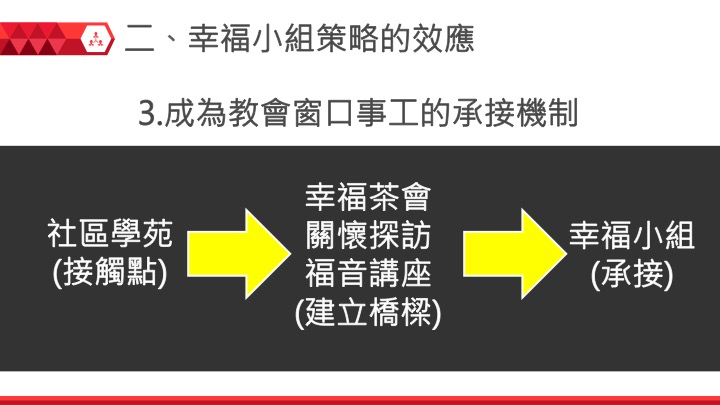 二、幸福小組策略的效應
3.成為教會窗口事工的承接機制
社區學苑
(接觸點)
幸福茶會
關懷探訪
福音講座
(建立橋樑)
幸福小組
(承接)